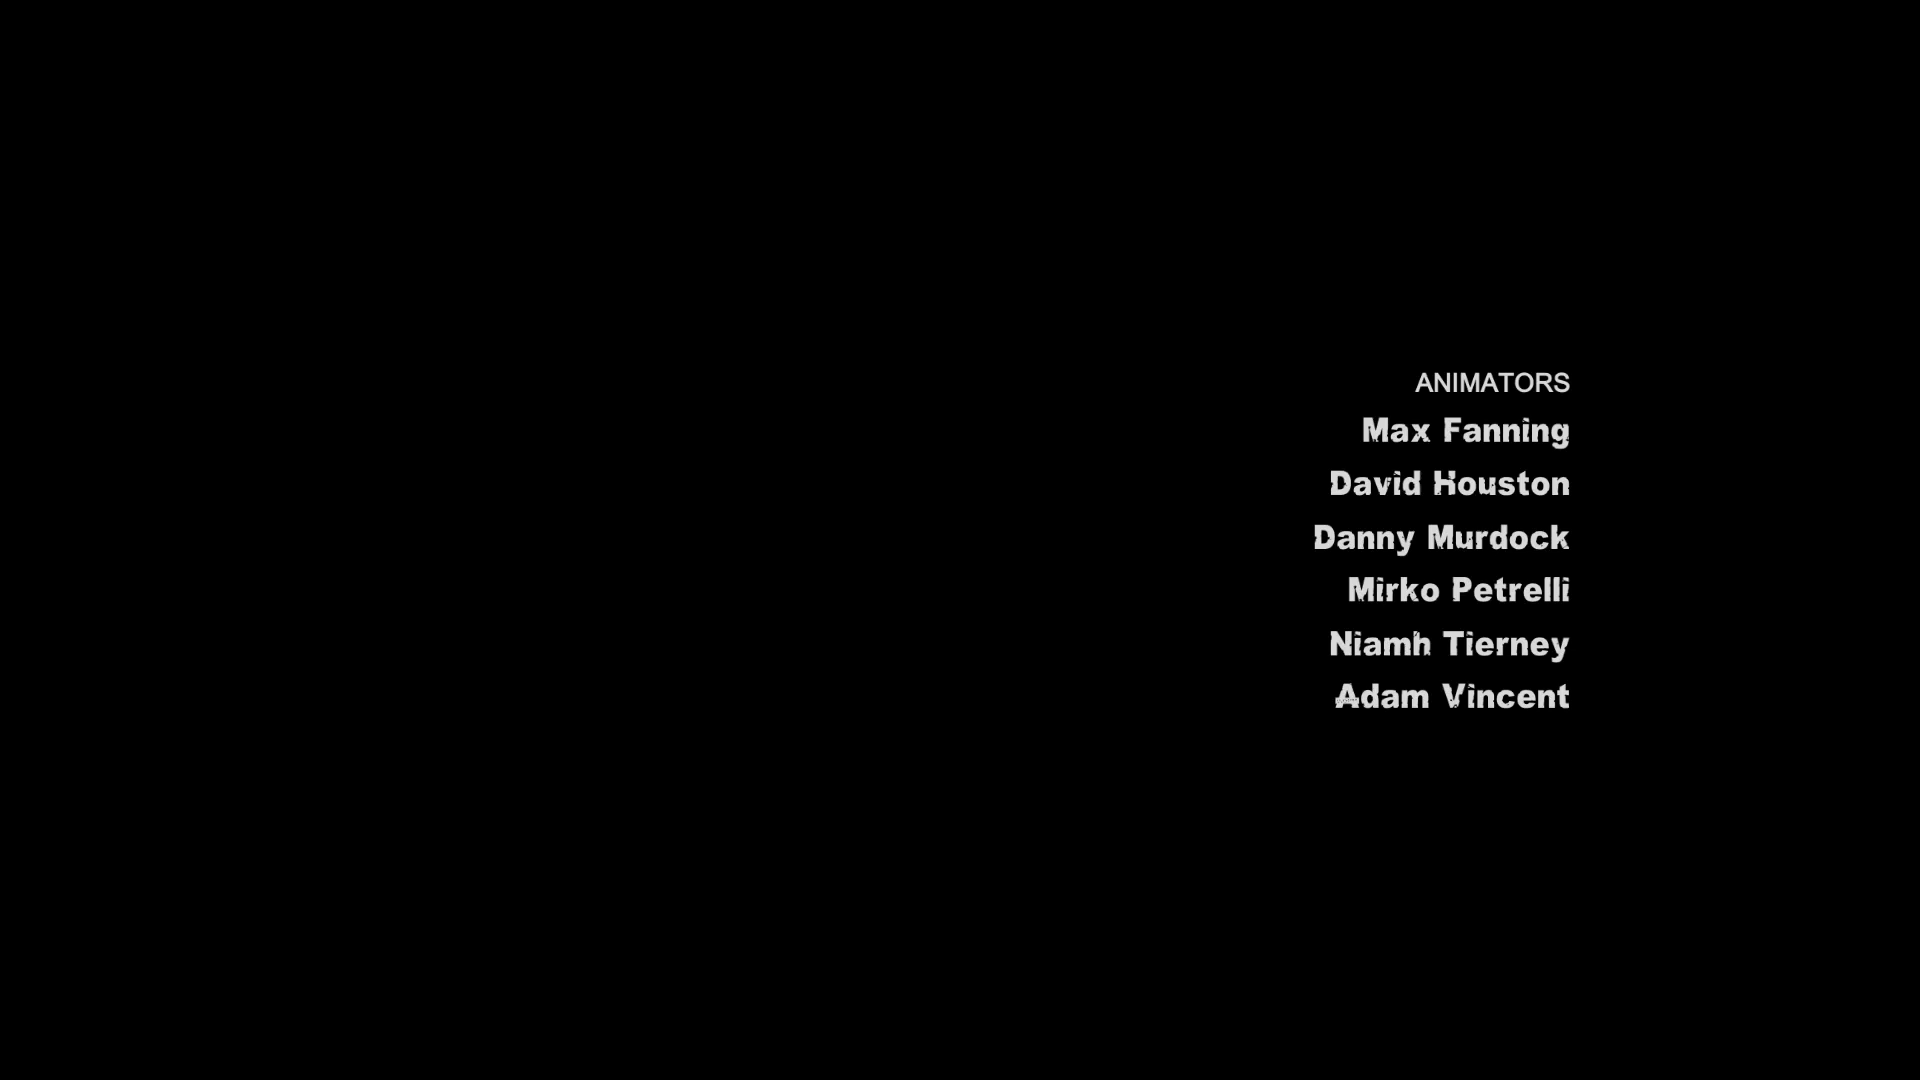 ANIMATORS
Max Fanning
David Houston
Danny Murdock
Mirko Petrelli
Niamh Tierney
Adam Vincent